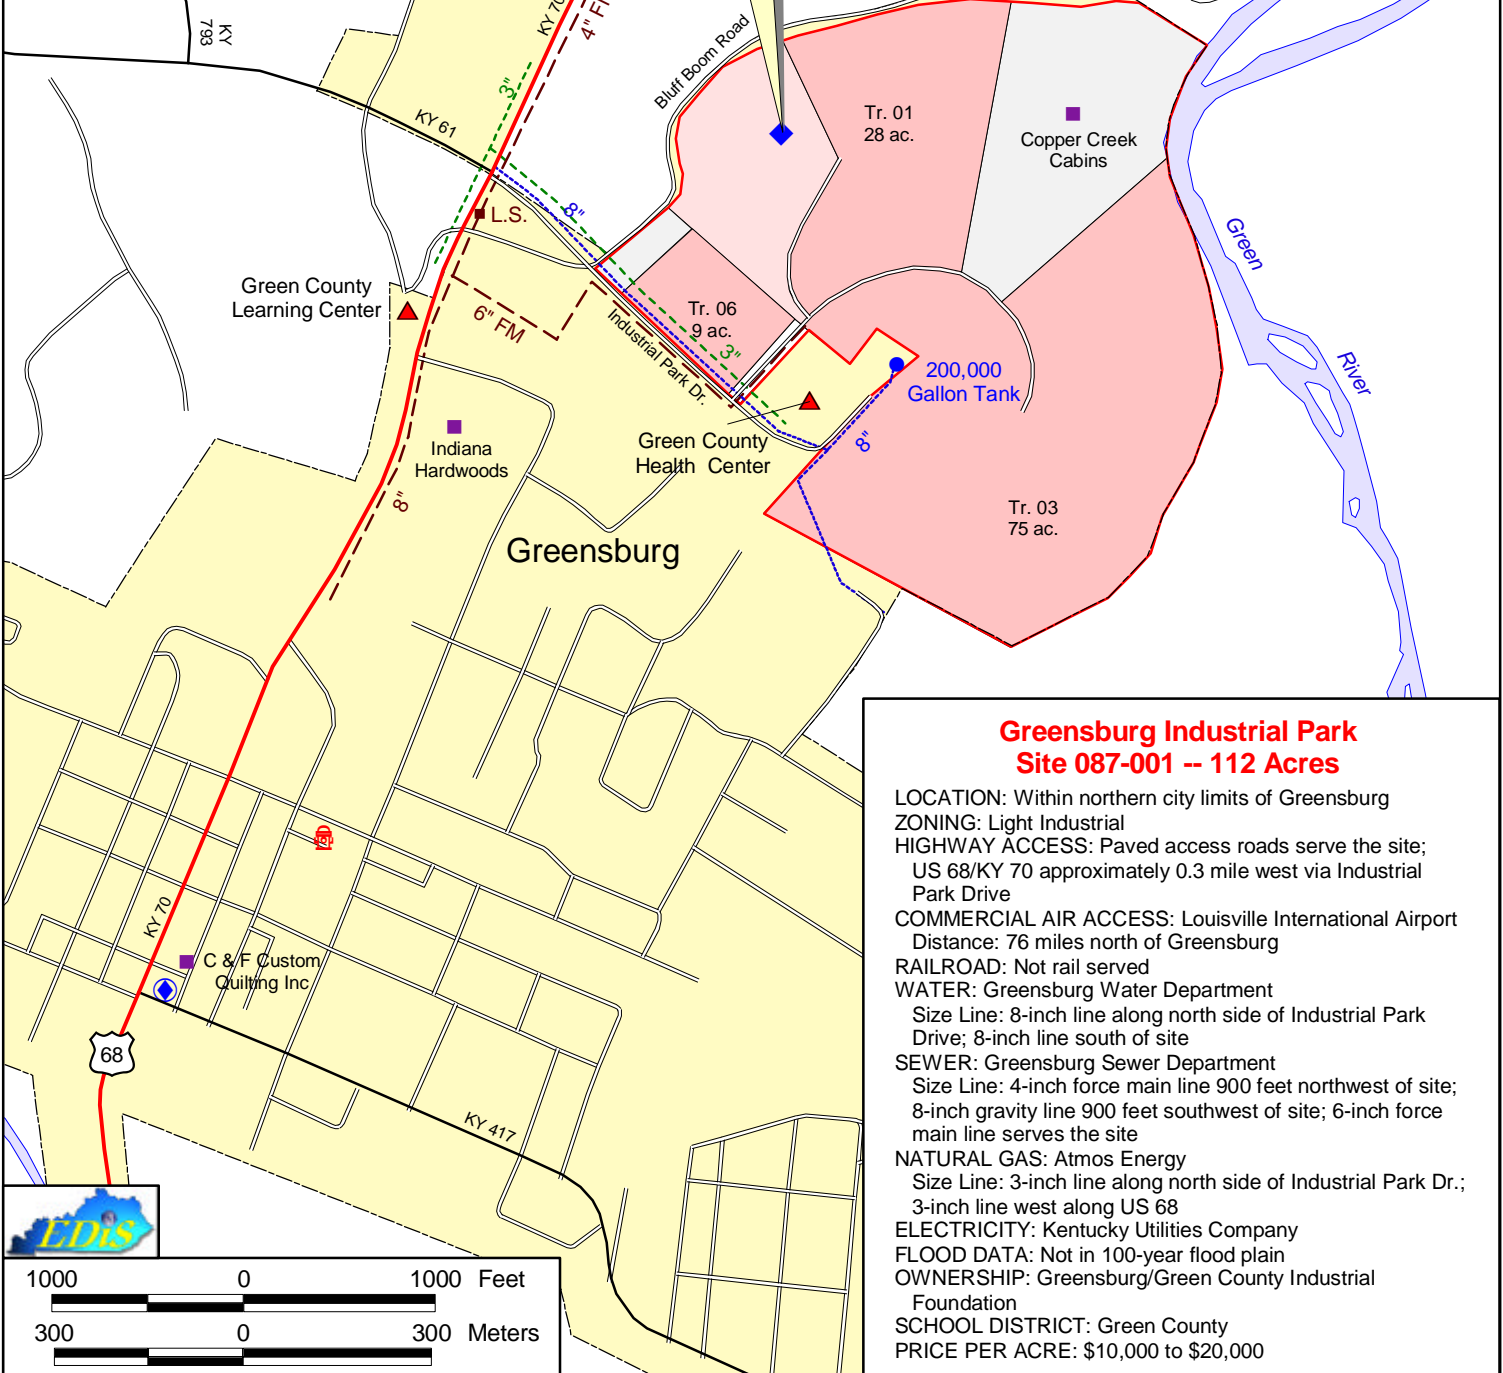 KY 793
KY 70
4" F
Bluff Boom Road
3"
KY 61
Tr. 01
28 ac.
Copper Creek
Cabins
8"
L.S.
Green
River
Green County
Learning Center
6" FM
Tr. 06
9 ac.
Industrial Park Dr.
3"
200,000
Gallon Tank
Indiana
Hardwoods
Green County
Health Center
8"
8"
Greensburg
Tr. 03
75 ac.
KY 70
C & F Custom
Quilting Inc
68
KY 417
EDiS
1000 0 1000 Feet
300 0 300 Meters
Greensburg Industrial Park
Site 087-001 -- 112 Acres
LOCATION: Within northern city limits of Greensburg
ZONING: Light Industrial
HIGHWAY ACCESS: Paved access roads serve the site;
US 68/KY 70 approximately 0.3 mile west via Industrial
Park Drive
COMMERCIAL AIR ACCESS: Louisville International Airport
Distance: 76 miles north of Greensburg
RAILROAD: Not rail served
WATER: Greensburg Water Department
Size Line: 8-inch line along north side of Industrial Park
Drive; 8-inch line south of site
SEWER: Greensburg Sewer Department
Size Line: 4-inch force main line 900 feet northwest of site;
8-inch gravity line 900 feet southwest of site; 6-inch force
main line serves the site
NATURAL GAS: Atmos Energy
Size Line: 3-inch line along north side of Industrial Park Dr.;
3-inch line west along US 68
ELECTRICITY: Kentucky Utilities Company
FLOOD DATA: Not in 100-year flood plain
OWNERSHIP: Greensburg/Green County Industrial
Foundation
SCHOOL DISTRICT: Green County
PRICE PER ACRE: $10,000 to $20,000